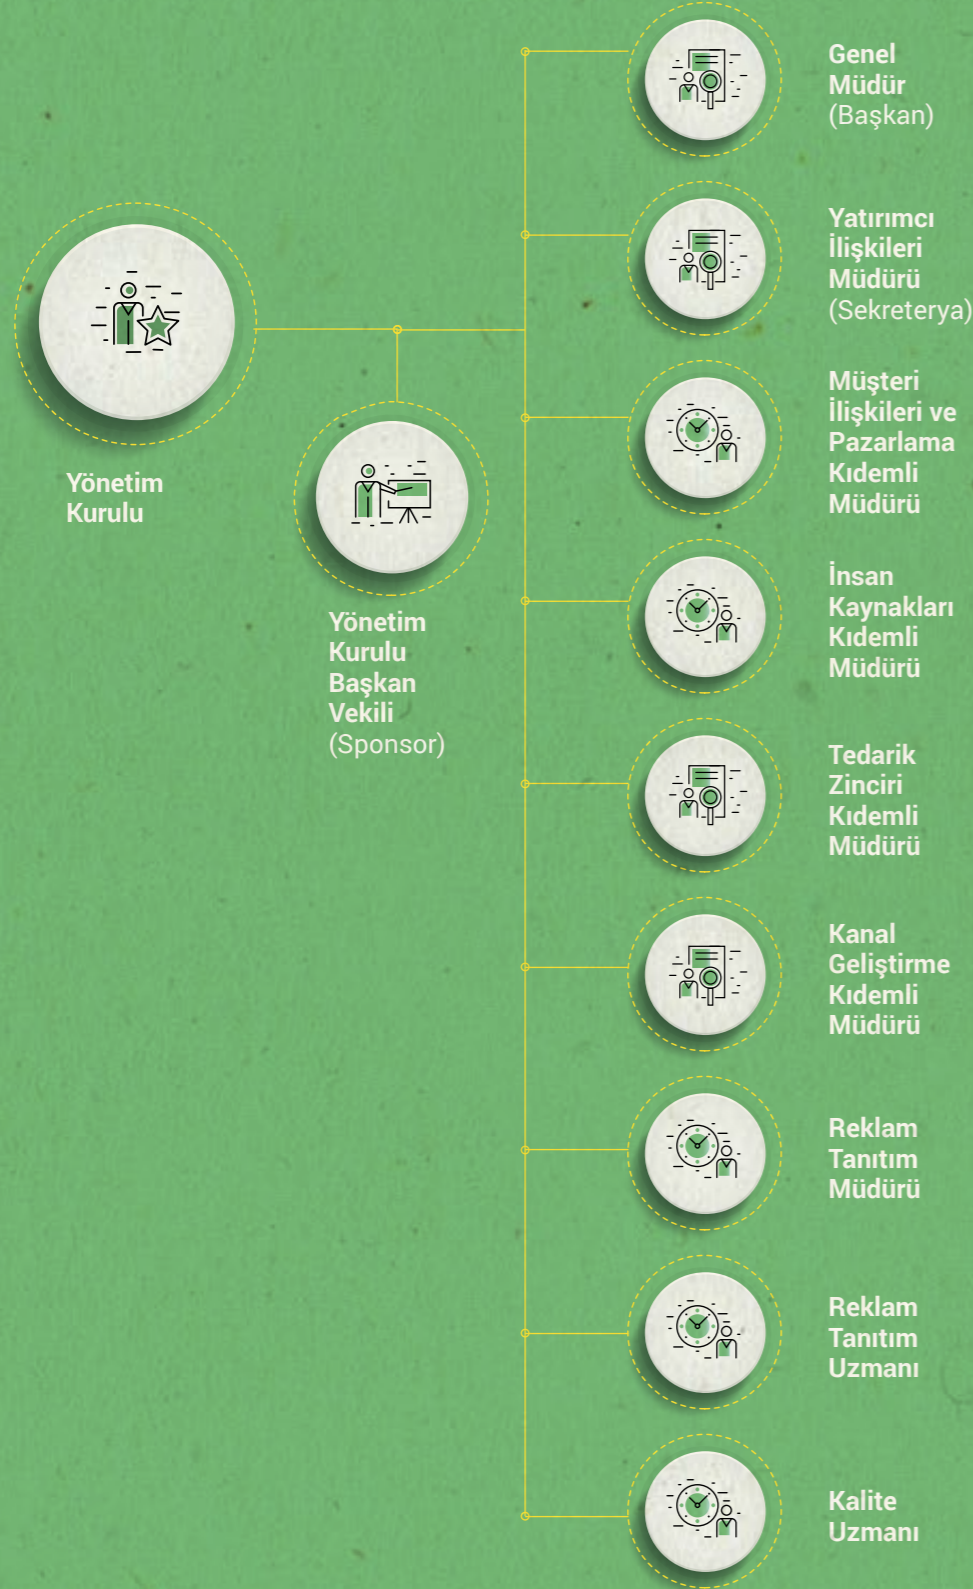 Yönetim
Kurulu
Yönetim
Kurulu
Başkan
Vekili
(Sponsor)
Genel
Müdür
(Başkan)
Yatırımcı
İlişkileri
Müdürü
(Sekreterya)
Müşteri
İlişkileri ve
Pazarlama
Kıdemli
Müdürü
İnsan
Kaynakları
Kıdemli
Müdürü
Tedarik
Zinciri
Kıdemli
Müdürü
Kanal
Geliştirme
Kıdemli
Müdürü
Reklam
Tanıtım
Müdürü
Reklam
Tanıtım
Uzmanı
Kalite
Uzmanı